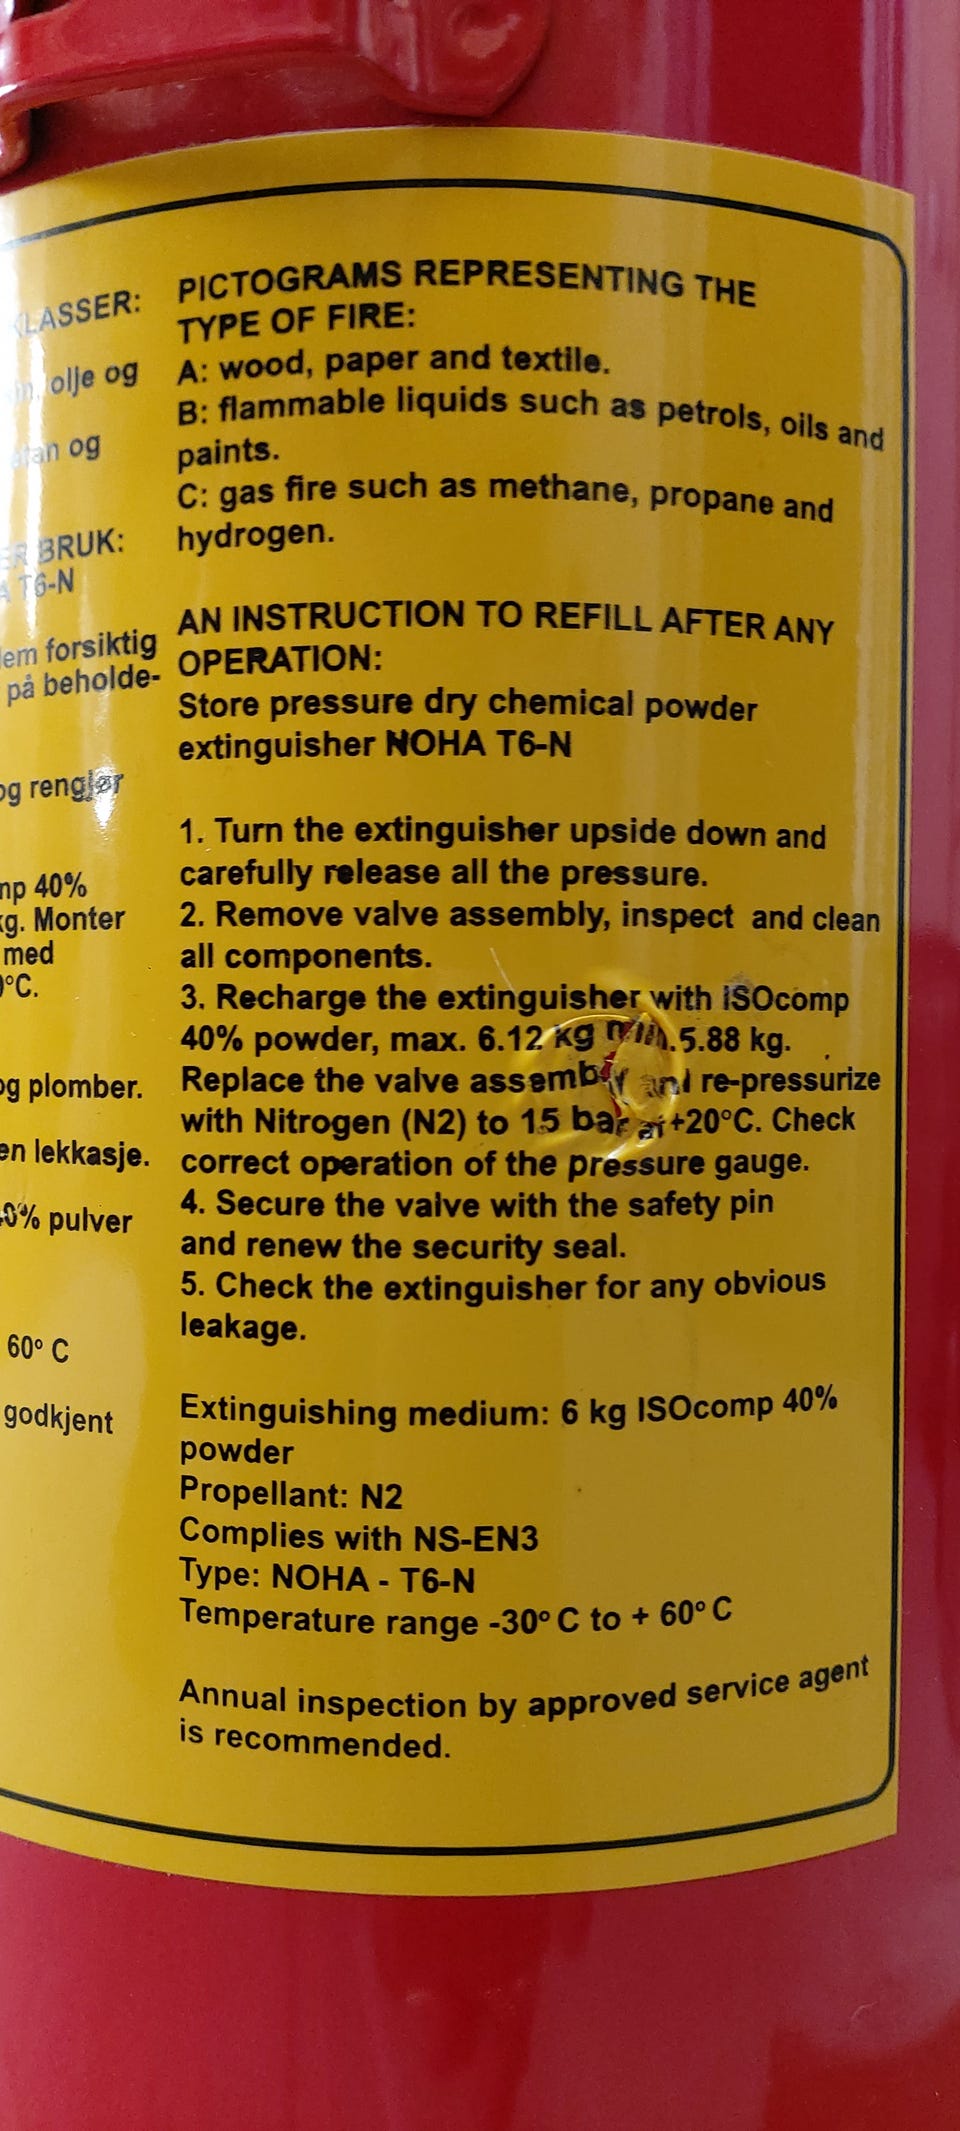 KLASSER:
olje og
og
BRUK:
T6-N
forsiktig
på beholde-
og rengjør
40%
kg. Monter
med
°C.
og plomber.
lekkasje.
40% pulver
60° C
godkjent
PICTOGRAMS REPRESENTING THE
TYPE OF FIRE:
A: wood, paper and textile.
B: flammable liquids such as petrols, oils and
paints.
C: gas fire such as methane, propane and
hydrogen.
AN INSTRUCTION TO REFILL AFTER ANY
OPERATION:
Store pressure dry chemical powder
extinguisher NOHA T6-N
1. Turn the extinguisher upside down and
carefully release all the pressure.
2. Remove valve assembly, inspect and clean
all components.
3. Recharge the extinguisher with ISOcomp
40% powder, max. 6.12 kg min. 5.88 kg.
Replace the valve assembly and re-pressurize
with Nitrogen (N2) to 15 bar at +20°C. Check
correct operation of the pressure gauge.
4. Secure the valve with the safety pin
and renew the security seal.
5. Check the extinguisher for any obvious
leakage.
Extinguishing medium: 6 kg ISOcomp 40%
powder
Propellant: N2
Complies with NS-EN3
Type: NOHA - T6-N
Temperature range -30° C to + 60° C
Annual inspection by approved service agent
is recommended.